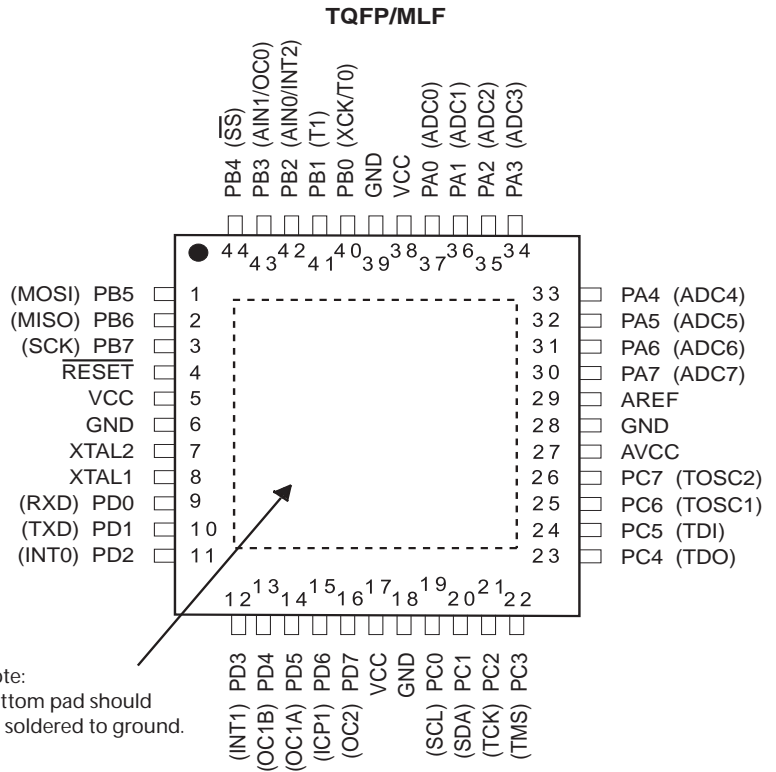 TQFP/MLF
PB4 (SS)
PB3 (AIN1/OC0)
PB2 (AIN0/INT2)
PB1 (T1)
PB0 (XCK/T0)
GND
VCC
PA0 (ADC0)
PA1 (ADC1)
PA2 (ADC2)
PA3 (ADC3)
44 43 42 41 40 39 38 37 36 35 34
(MOSI) PB5 1
(MISO) PB6 2
(SCK) PB7 3
RESET 4
VCC 5
GND 6
XTAL2 7
XTAL1 8
(RXD) PD0 9
(TXD) PD1 10
(INT0) PD2 11
33 PA4 (ADC4)
32 PA5 (ADC5)
31 PA6 (ADC6)
30 PA7 (ADC7)
29 AREF
28 GND
27 AVCC
26 PC7 (TOSC2)
25 PC6 (TOSC1)
24 PC5 (TDI)
23 PC4 (TDO)
12 13 14 15 16 17 18 19 20 21 22
(INT1) PD3
(OC1B) PD4
(OC1A) PD5
(ICP1) PD6
(OC2) PD7
VCC
GND
(SCL) PC0
(SDA) PC1
(TCK) PC2
(TMS) PC3
ote:
ttom pad should
soldered to ground.